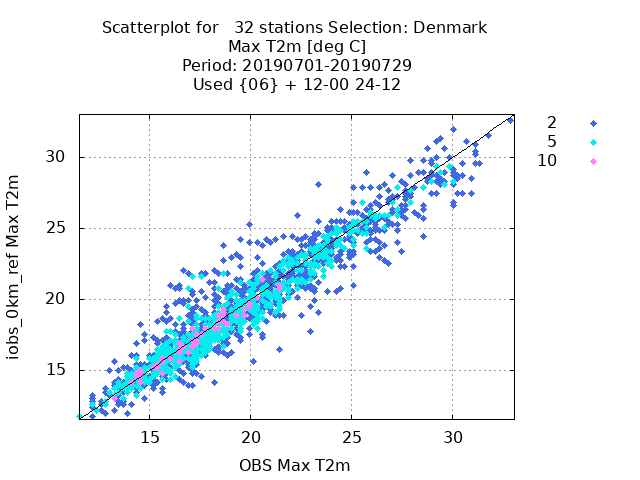 Scatterplot for   32 stations Selection: Denmark
Max T2m [deg C]
Period: 20190701-20190729
Used {06} + 12-00 24-12
2
5
10
30
25
20
15
iobs_0km_ref Max T2m
15 20 25 30
OBS Max T2m